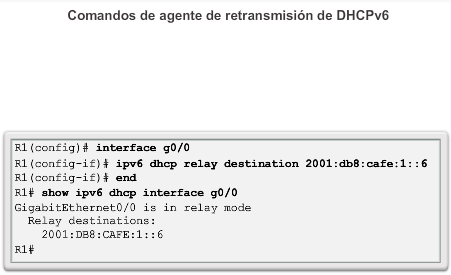 Comandos de agente de retransmisión de DHCPv6
R1(config)# interface g0/0
R1(config-if)# ipv6 dhcp relay destination 2001:db8:cafe:1::6
R1(config-if)# end
R1# show ipv6 dhcp interface g0/0
GigabitEthernet0/0 is in relay mode
  Relay destinations:
    2001:DB8:CAFE:1::6
R1#